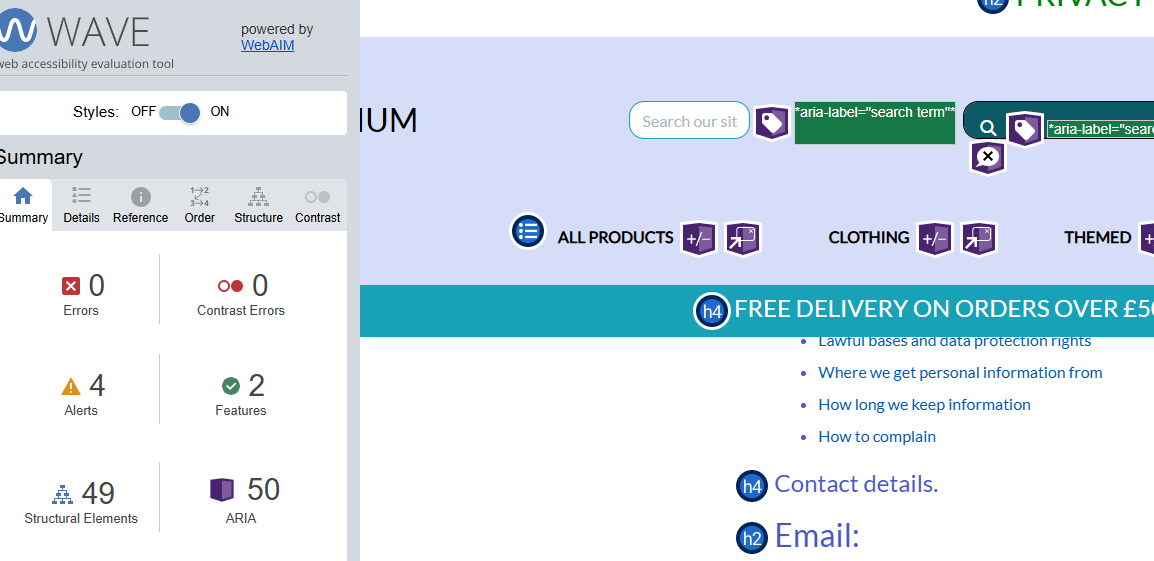 WAVE
powered by
WebAIM
web accessibility evaluation tool
Styles: OFF ON
Summary
Summary Details Reference Order Structure Contrast
0
Errors
0
Contrast Errors
4
Alerts
2
Features
49
Structural Elements
50
ARIA
h2 PRIVACY
IUM
Search our sit
*aria-label="search term"*
*aria-label="sear
ALL PRODUCTS +/− CLOTHING +/− THEMED
h4 FREE DELIVERY ON ORDERS OVER £50
Lawful bases and data protection rights
Where we get personal information from
How long we keep information
How to complain
h4 Contact details.
h2 Email: